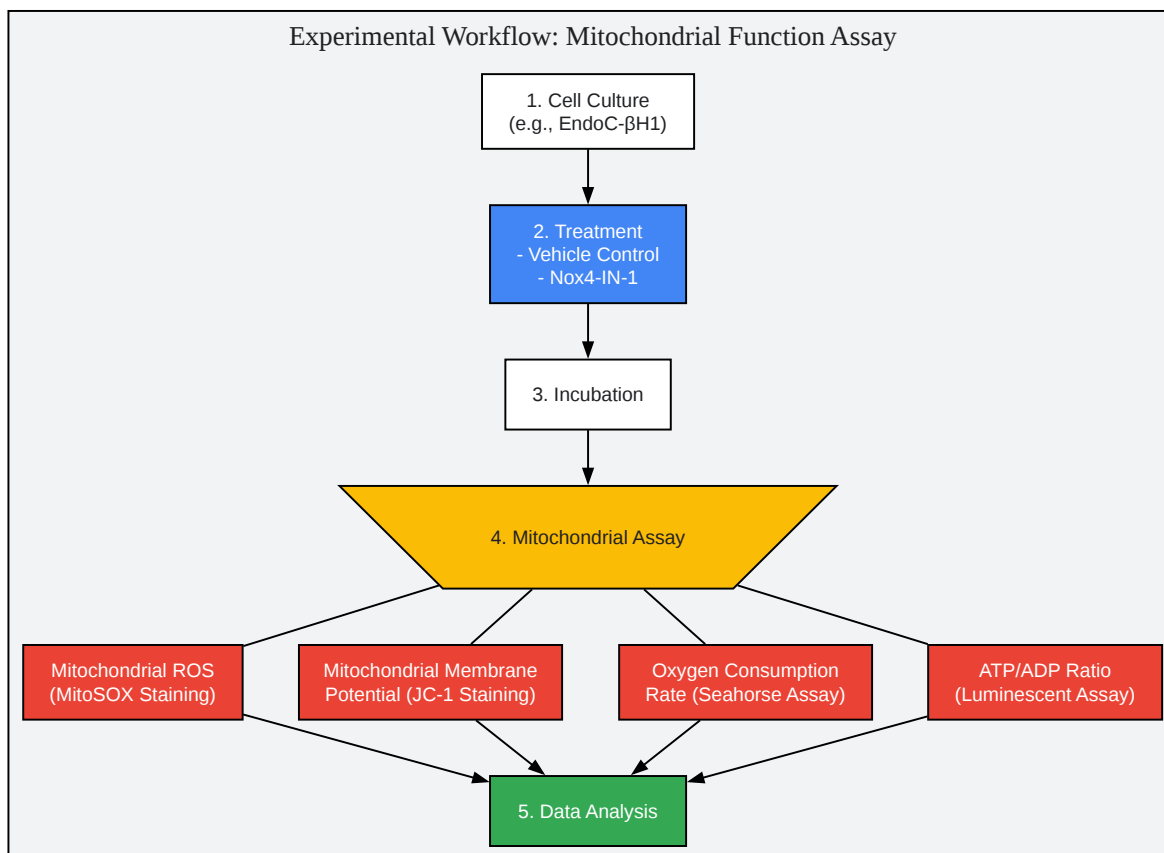 Experimental Workflow: Mitochondrial Function Assay
1. Cell Culture
(e.g., EndoC-βH1)
2. Treatment
- Vehicle Control
- Nox4-IN-1
3. Incubation
4. Mitochondrial Assay
Mitochondrial ROS
(MitoSOX Staining)
Mitochondrial Membrane
Potential (JC-1 Staining)
Oxygen Consumption
Rate (Seahorse Assay)
ATP/ADP Ratio
(Luminescent Assay)
5. Data Analysis